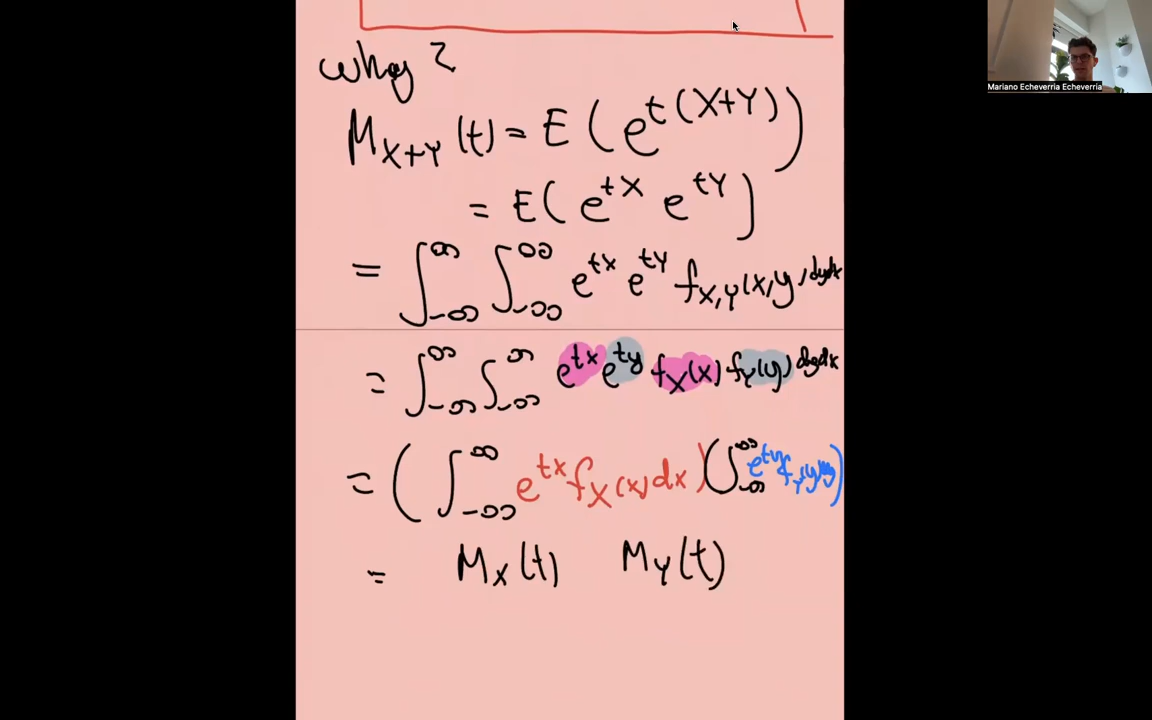 Why?
M_{X+Y}(t) = E(e^{t(X+Y)})
= E(e^{tX} e^{tY})
= ∫_{-∞}^{∞} ∫_{-∞}^{∞} e^{tx} e^{ty} f_{X,Y}(x,y) dydx
= ∫_{-∞}^{∞} ∫_{-∞}^{∞} e^{tx} e^{ty} f_X(x) f_Y(y) dydx
= (∫_{-∞}^{∞} e^{tx} f_X(x) dx) (∫_{-∞}^{∞} e^{ty} f_Y(y) dy)
= M_X(t) M_Y(t)
Mariano Echeverria Echeverria